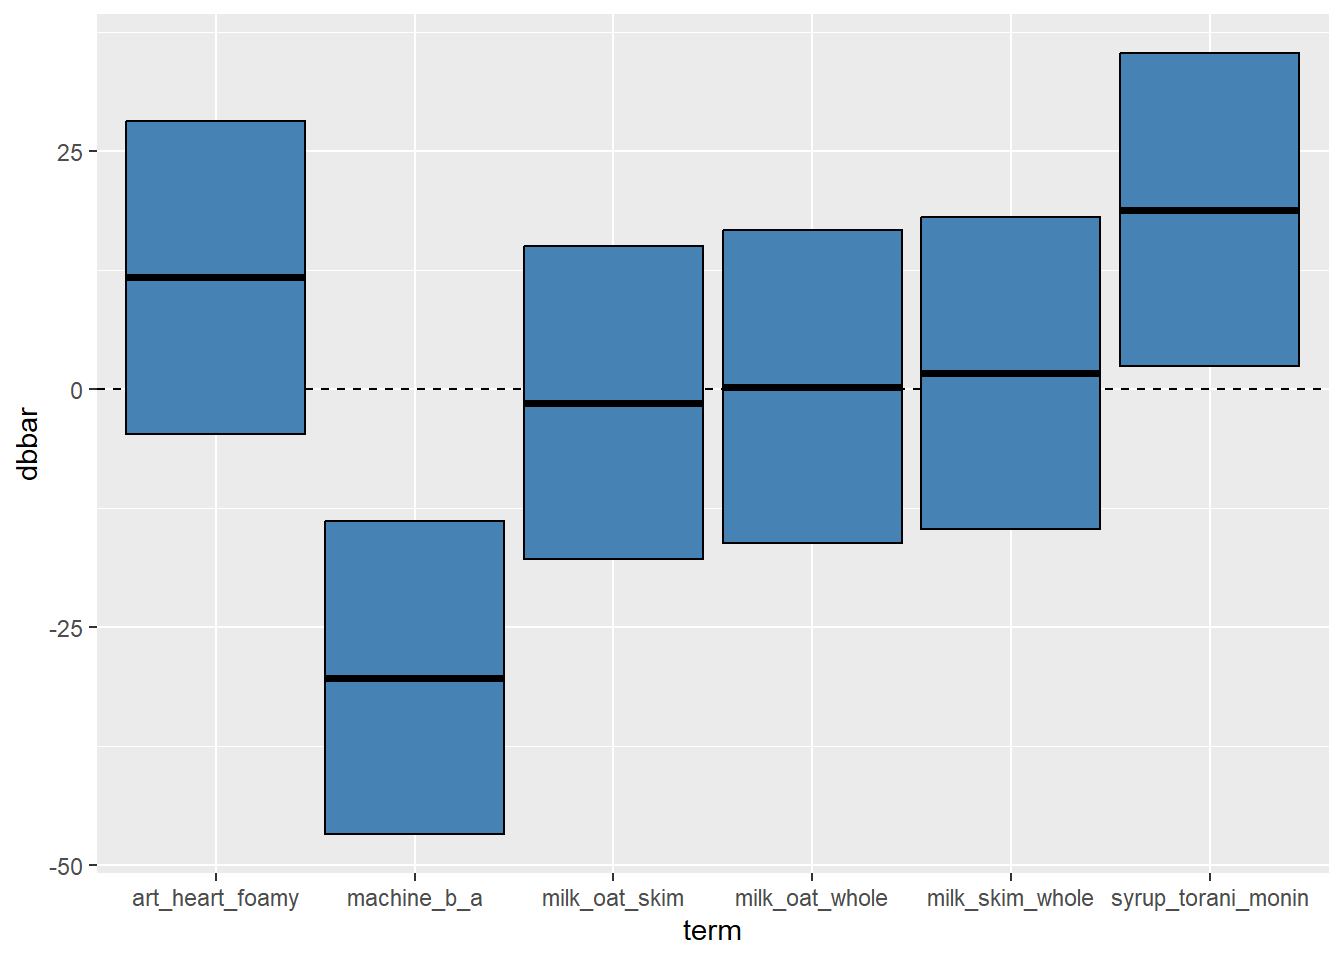 25
0
-25
-50
dbbar
art_heart_foamy machine_b_a milk_oat_skim milk_oat_whole milk_skim_whole syrup_torani_monin
term